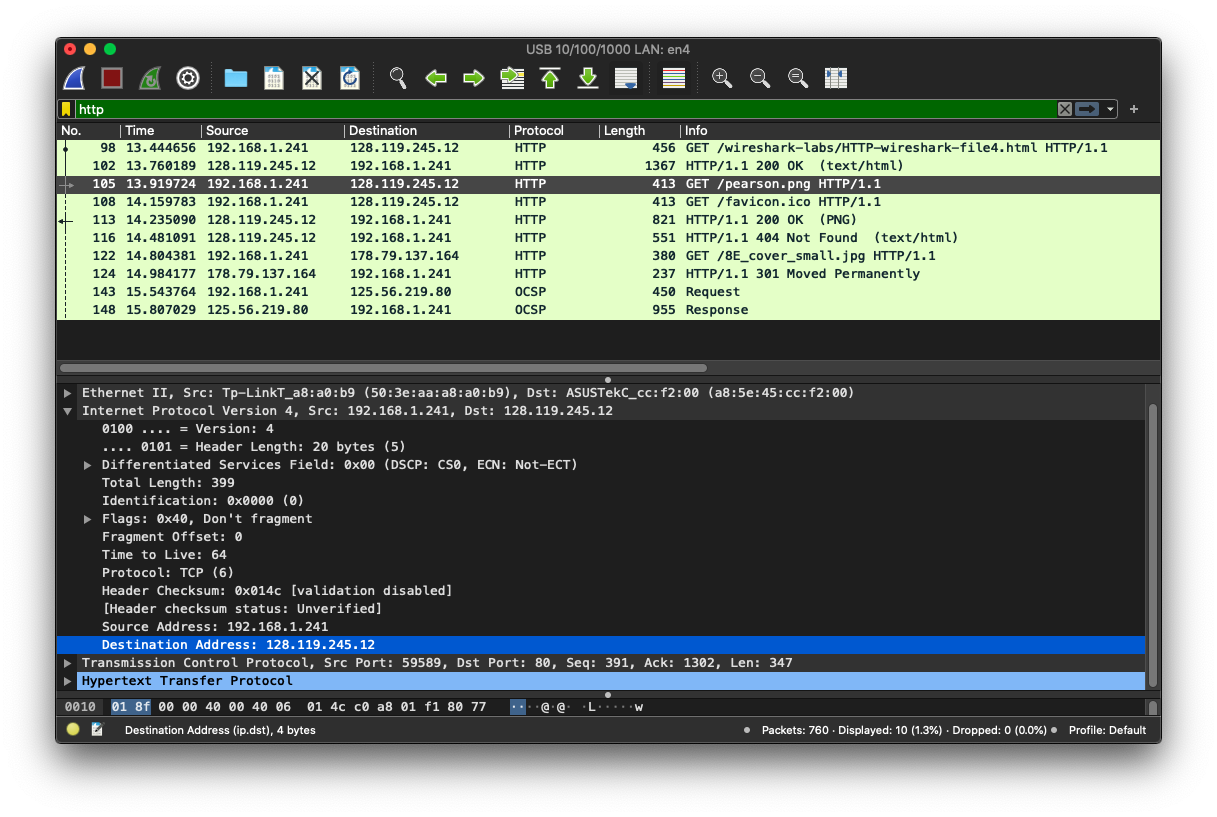 USB 10/100/1000 LAN: en4
http
No. Time Source Destination Protocol Length Info
98 13.444656 192.168.1.241 128.119.245.12 HTTP 456 GET /wireshark-labs/HTTP-wireshark-file4.html HTTP/1.1
102 13.760189 128.119.245.12 192.168.1.241 HTTP 1367 HTTP/1.1 200 OK (text/html)
105 13.919724 192.168.1.241 128.119.245.12 HTTP 413 GET /pearson.png HTTP/1.1
108 14.159783 192.168.1.241 128.119.245.12 HTTP 413 GET /favicon.ico HTTP/1.1
113 14.235090 128.119.245.12 192.168.1.241 HTTP 821 HTTP/1.1 200 OK (PNG)
116 14.481091 128.119.245.12 192.168.1.241 HTTP 551 HTTP/1.1 404 Not Found (text/html)
122 14.804381 192.168.1.241 178.79.137.164 HTTP 380 GET /8E_cover_small.jpg HTTP/1.1
124 14.984177 178.79.137.164 192.168.1.241 HTTP 237 HTTP/1.1 301 Moved Permanently
143 15.543764 192.168.1.241 125.56.219.80 OCSP 450 Request
148 15.807029 125.56.219.80 192.168.1.241 OCSP 955 Response
Ethernet II, Src: Tp-LinkT_a8:a0:b9 (50:3e:aa:a8:a0:b9), Dst: ASUSTekC_cc:f2:00 (a8:5e:45:cc:f2:00)
Internet Protocol Version 4, Src: 192.168.1.241, Dst: 128.119.245.12
0100 .... = Version: 4
.... 0101 = Header Length: 20 bytes (5)
Differentiated Services Field: 0x00 (DSCP: CS0, ECN: Not-ECT)
Total Length: 399
Identification: 0x0000 (0)
Flags: 0x40, Don't fragment
Fragment Offset: 0
Time to Live: 64
Protocol: TCP (6)
Header Checksum: 0x014c [validation disabled]
[Header checksum status: Unverified]
Source Address: 192.168.1.241
Destination Address: 128.119.245.12
Transmission Control Protocol, Src Port: 59589, Dst Port: 80, Seq: 391, Ack: 1302, Len: 347
Hypertext Transfer Protocol
0010 01 8f 00 00 40 00 40 06 01 4c c0 a8 01 f1 80 77 ····@·@· ·L·····w
Destination Address (ip.dst), 4 bytes Packets: 760 · Displayed: 10 (1.3%) · Dropped: 0 (0.0%) Profile: Default